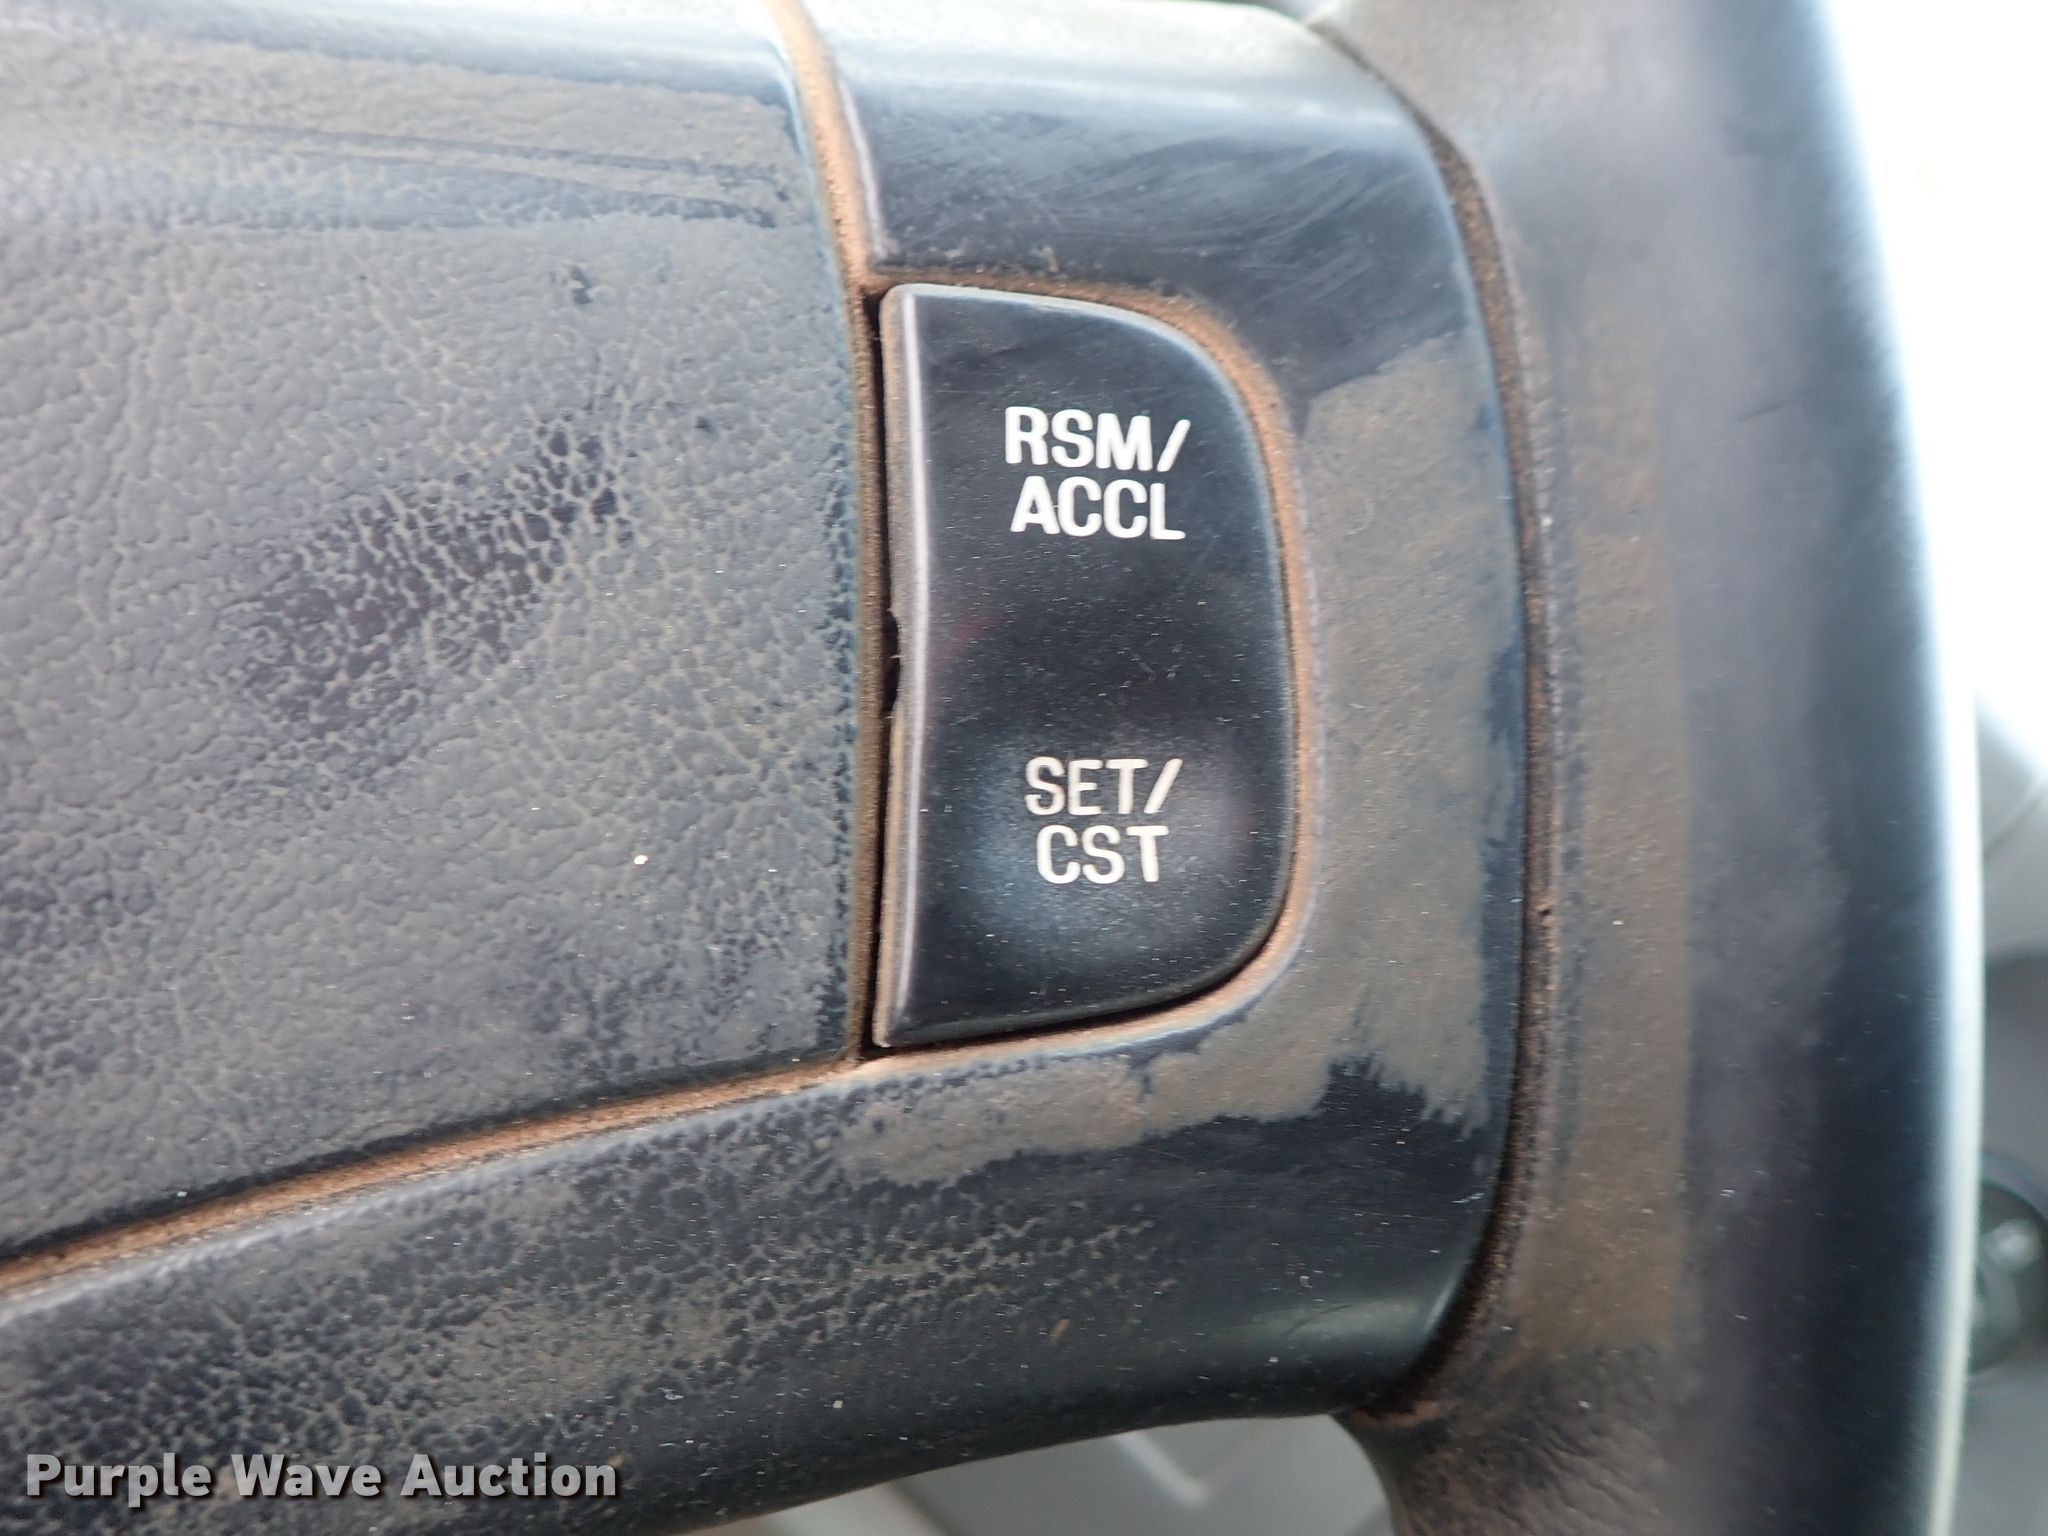 RSM/
ACCL
SET/
CST
Purple Wave Auction